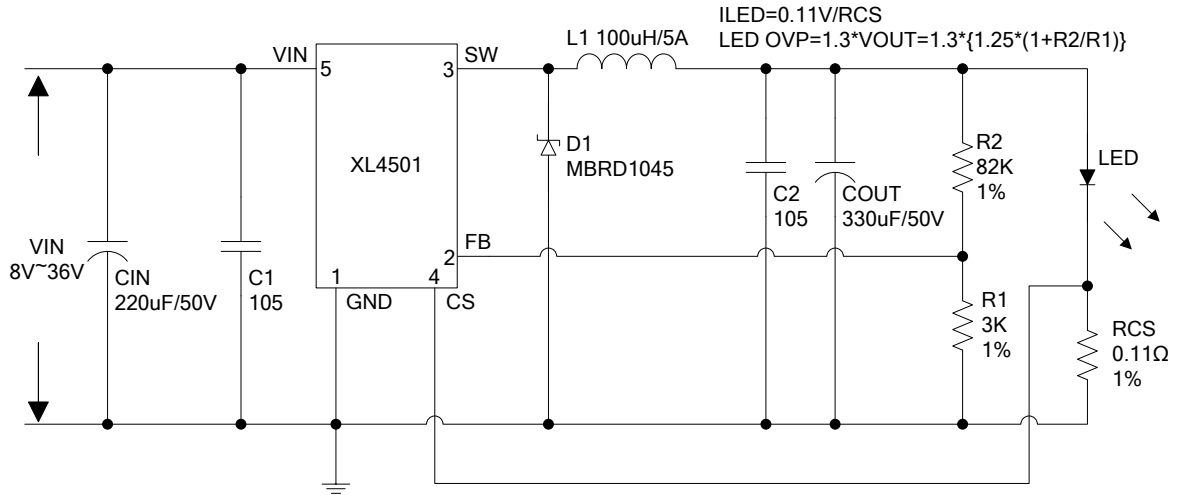 ILED=0.11V/RCS
LED OVP=1.3*VOUT=1.3*{1.25*(1+R2/R1)}
L1 100uH/5A
VIN
5
3
SW
XL4501
D1
MBRD1045
R2
82K
1%
LED
C2
105
COUT
330uF/50V
FB
2
VIN
8V~36V
CIN
220uF/50V
C1
105
1
GND
4
CS
R1
3K
1%
RCS
0.11Ω
1%